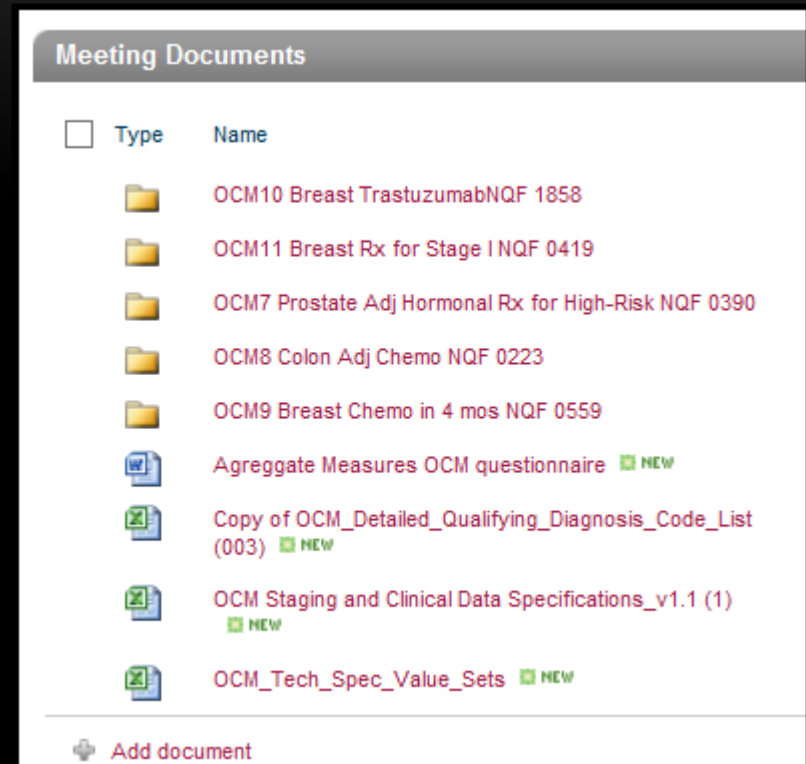 Meeting Documents
Type Name
OCM10 Breast TrastuzumabNQF 1858
OCM11 Breast Rx for Stage I NQF 0419
OCM7 Prostate Adj Hormonal Rx for High-Risk NQF 0390
OCM8 Colon Adj Chemo NQF 0223
OCM9 Breast Chemo in 4 mos NQF 0559
Agreggate Measures OCM questionnaire NEW
Copy of OCM_Detailed_Qualifying_Diagnosis_Code_List
(003) NEW
OCM Staging and Clinical Data Specifications_v1.1 (1)
NEW
OCM_Tech_Spec_Value_Sets NEW
Add document